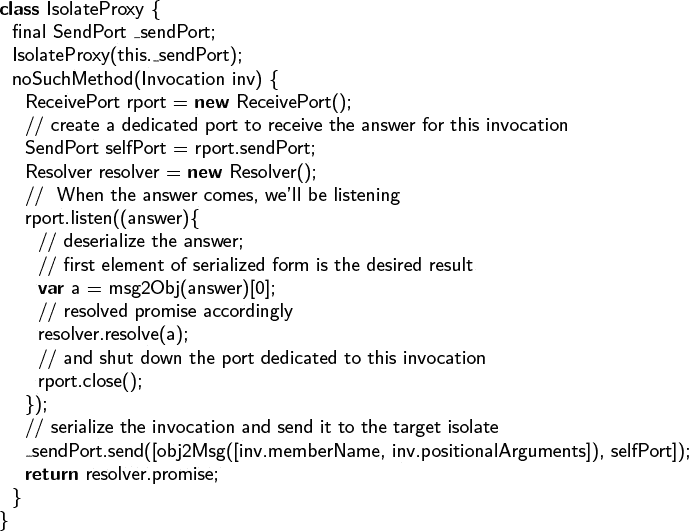 class IsolateProxy {
final SendPort _sendPort;
IsolateProxy(this._sendPort);
noSuchMethod(Invocation inv) {
ReceivePort rport = new ReceivePort();
// create a dedicated port to receive the answer for this invocation
SendPort selfPort = rport.sendPort;
Resolver resolver = new Resolver();
// When the answer comes, we'll be listening
rport.listen((answer){
// deserialize the answer;
// first element of serialized form is the desired result
var a = msg2Obj(answer)[0];
// resolved promise accordingly
resolver.resolve(a);
// and shut down the port dedicated to this invocation
rport.close();
});
// serialize the invocation and send it to the target isolate
_sendPort.send([obj2Msg([inv.memberName, inv.positionalArguments]), selfPort]);
return resolver.promise;
}
}